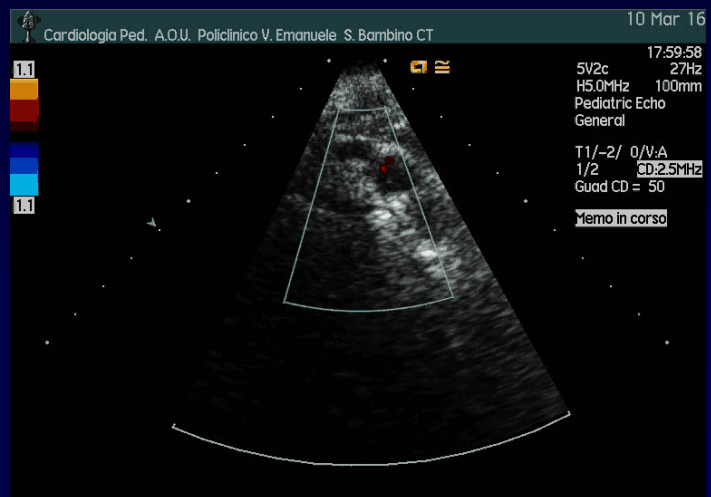 10 Mar 16
Cardiologia Ped. A.O.U. Policlinico V. Emanuele S. Bambino CT
17:59:58
1.1
5V2c 27Hz
H5.0MHz 100mm
Pediatric Echo
General
T1/-2/ 0/V:A
1/2 CD:2.5MHz
Guad CD = 50
1.1
Memo in corso